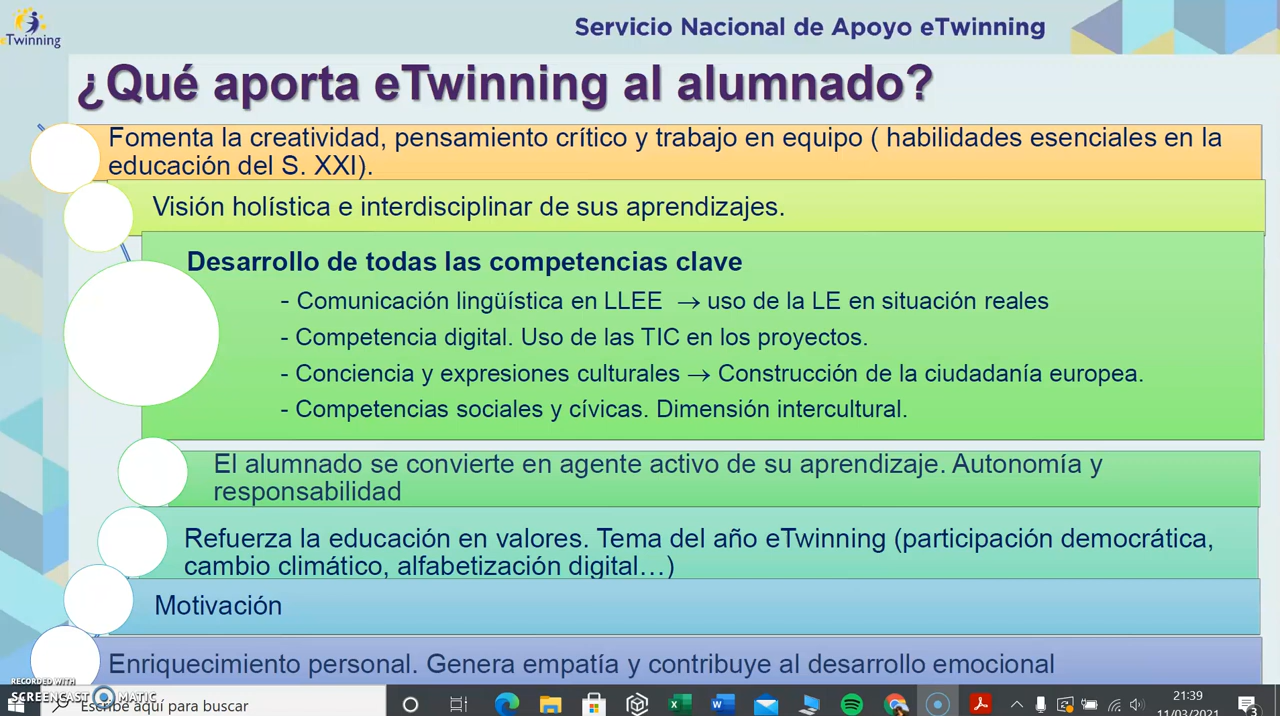 eTwinning
Servicio Nacional de Apoyo eTwinning
¿Qué aporta eTwinning al alumnado?
Fomenta la creatividad, pensamiento crítico y trabajo en equipo ( habilidades esenciales en la
educación del S. XXI).
Visión holística e interdisciplinar de sus aprendizajes.
Desarrollo de todas las competencias clave
- Comunicación lingüística en LLEE → uso de la LE en situación reales
- Competencia digital. Uso de las TIC en los proyectos.
- Conciencia y expresiones culturales → Construcción de la ciudadanía europea.
- Competencias sociales y cívicas. Dimensión intercultural.
El alumnado se convierte en agente activo de su aprendizaje. Autonomía y
responsabilidad
Refuerza la educación en valores. Tema del año eTwinning (participación democrática,
cambio climático, alfabetización digital…)
Motivación
Enriquecimiento personal. Genera empatía y contribuye al desarrollo emocional
RECORDED WITH
SCREENCAST MATIC
Escribe aquí para buscar
21:39
11/03/2021
3